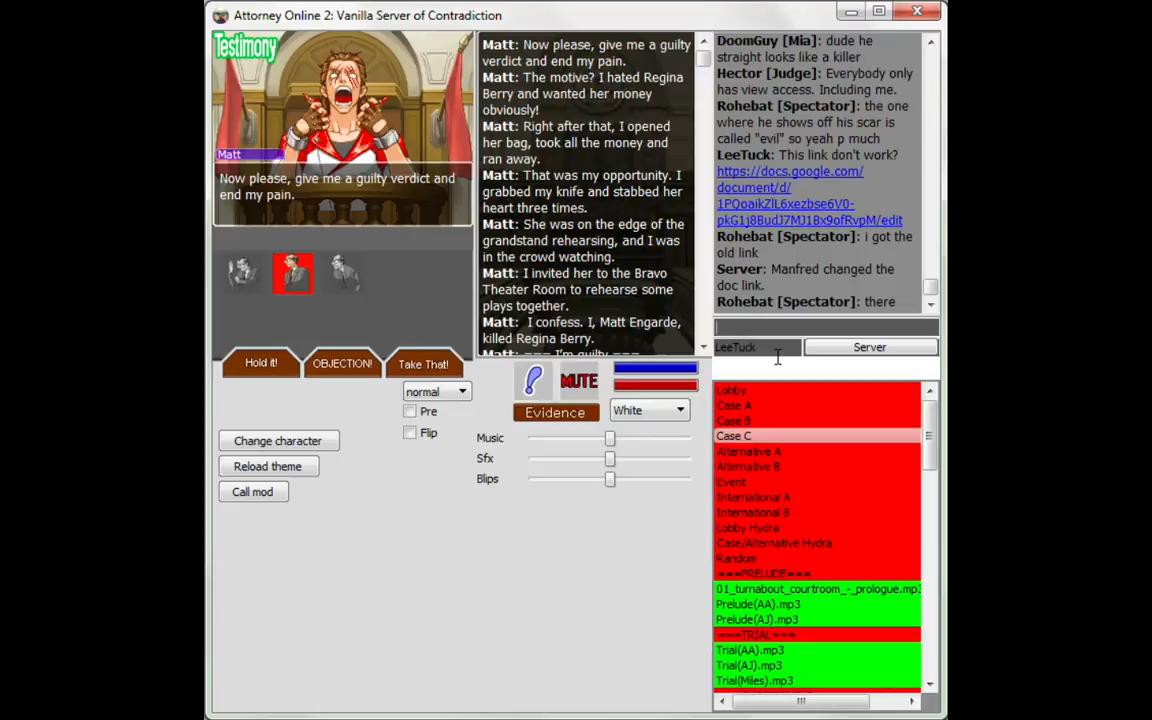 Attorney Online 2: Vanilla Server of Contradiction
Testimony
Matt
Now please, give me a guilty verdict and
end my pain.
Hold it!
OBJECTION!
Take That!
normal
Pre
Flip
Change character
Reload theme
Call mod
Matt: Now please, give me a guilty
verdict and end my pain.
Matt: The motive? I hated Regina
Berry and wanted her money
obviously!
Matt: Right after that, I opened
her bag, took all the money and
ran away.
Matt: That was my opportunity. I
grabbed my knife and stabbed her
heart three times.
Matt: She was on the edge of the
grandstand rehearsing, and I was
in the crowd watching.
Matt: I invited her to the Bravo
Theater Room to rehearse some
plays together.
Matt: I confess. I, Matt Engarde,
killed Regina Berry.
Matt: === I'm guilty ===
MUTE
Evidence
White
Music
Sfx
Blips
DoomGuy [Mia]: dude he
straight looks like a killer
Hector [Judge]: Everybody only
has view access. Including me.
Rohebat [Spectator]: the one
where he shows off his scar is
called "evil" so yeah p much
LeeTuck: This link don't work?
https://docs.google.com/
document/d/
1PQoaikZlL6xezbse6V0-
pkG1j8BudJ7MJ1Bx9ofRvpM/edit
Rohebat [Spectator]: i got the
old link
Server: Manfred changed the
doc link.
Rohebat [Spectator]: there
LeeTuck
Server
Lobby
Case A
Case B
Case C
Alternative A
Alternative B
Event
International A
International B
Lobby Hydra
Case/Alternative Hydra
Random
===PRELUDE===
01_turnabout_courtroom_-_prologue.mp3
Prelude(AA).mp3
Prelude(AJ).mp3
===TRIAL===
Trial(AA).mp3
Trial(AJ).mp3
Trial(Miles).mp3